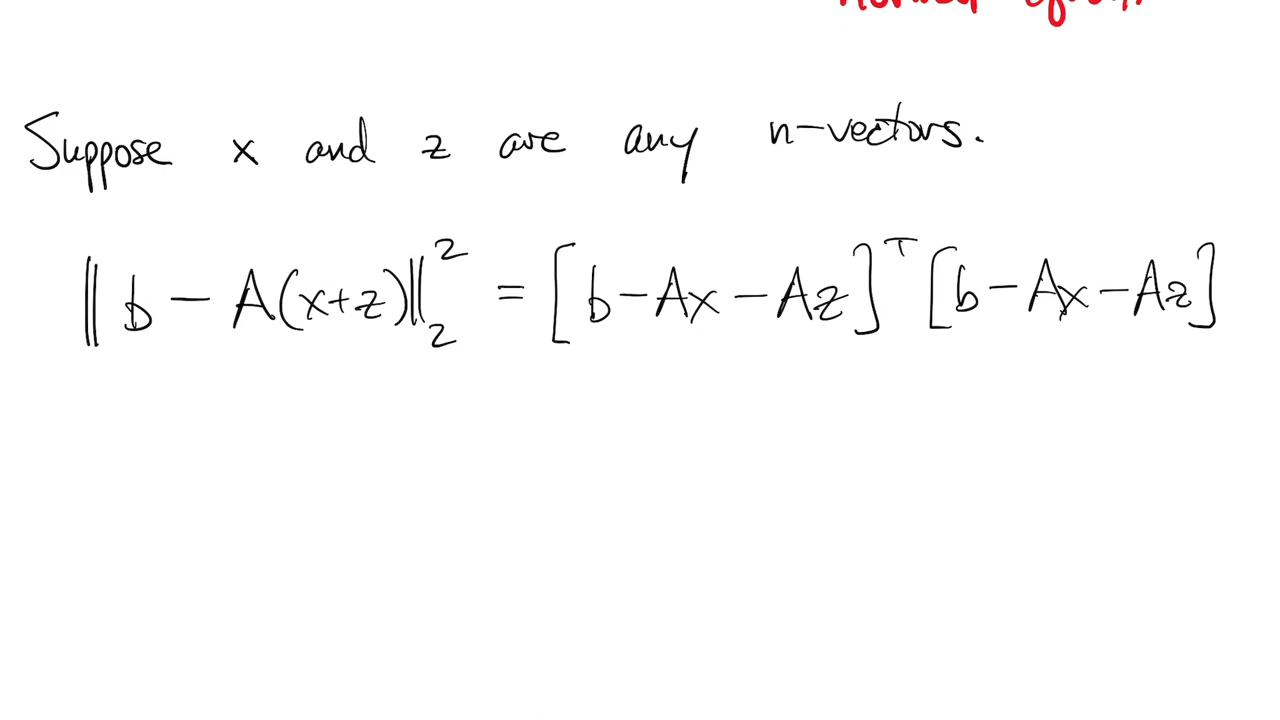 Suppose x and z are any n-vectors.
‖b − A(x+z)‖₂² = [b − Ax − Az]ᵀ [b − Ax − Az]